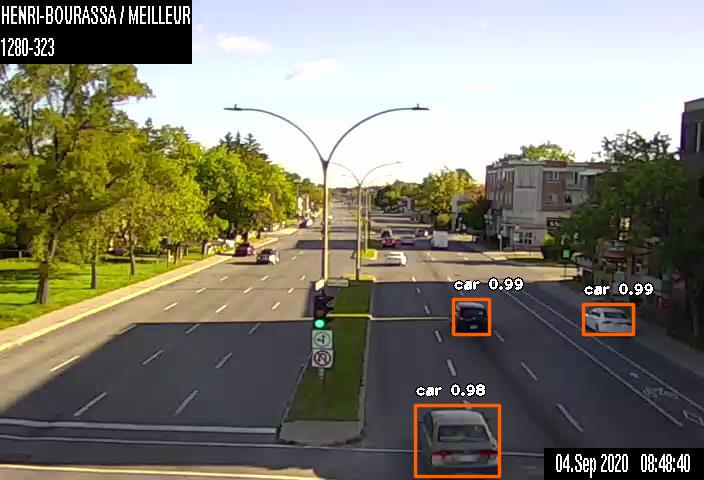 HENRI-BOURASSA / MEILLEUR
1280-323
car 0.99
car 0.99
car 0.98
04.Sep 2020 08:48:40